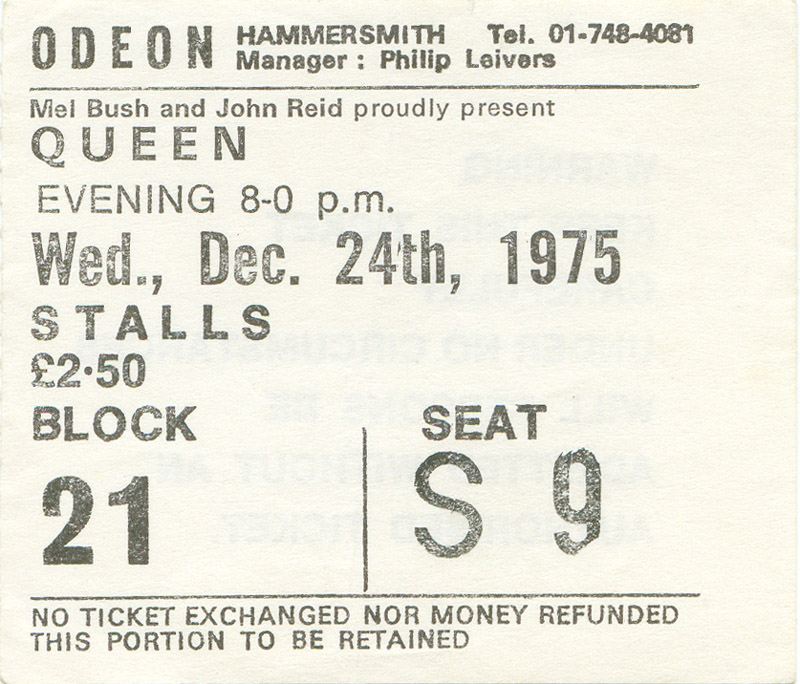 ODEON HAMMERSMITH Tel. 01-748-4081
Manager : Philip Leivers
Mel Bush and John Reid proudly present
QUEEN
EVENING 8-0 p.m.
Wed., Dec. 24th, 1975
STALLS
£2·50
BLOCK SEAT
21 S 9
NO TICKET EXCHANGED NOR MONEY REFUNDED
THIS PORTION TO BE RETAINED